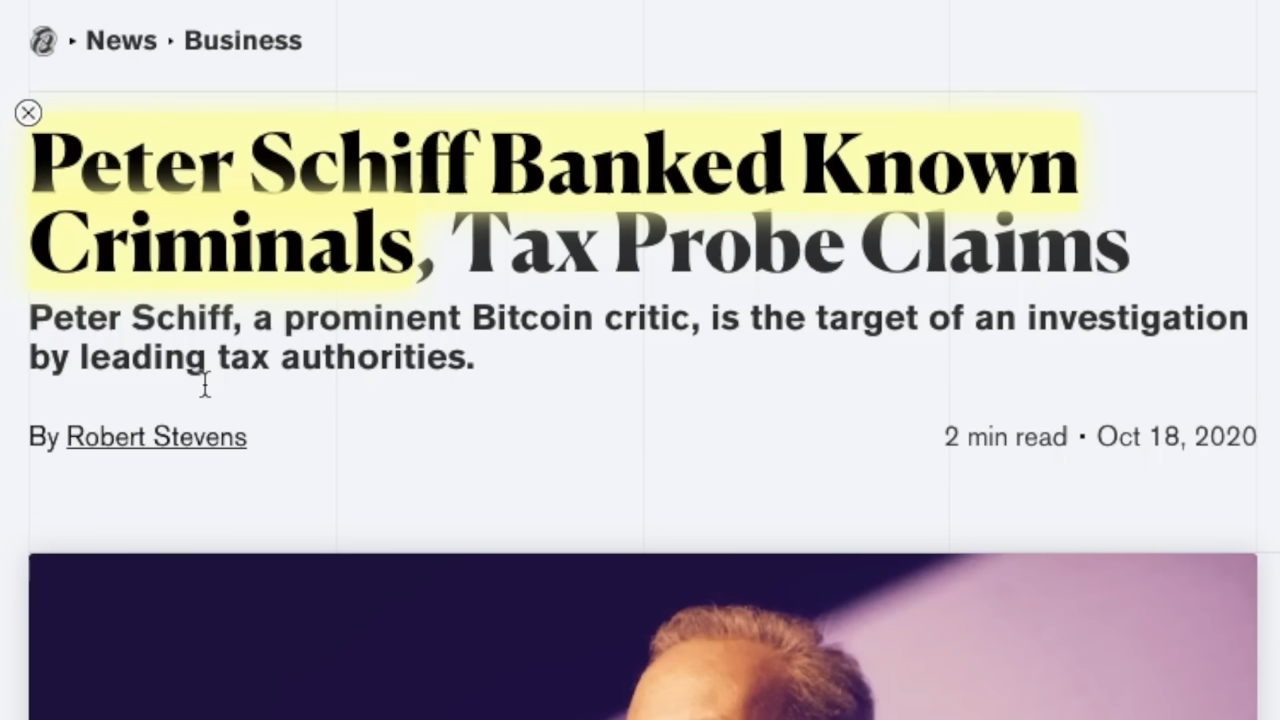 News · Business
Peter Schiff Banked Known
Criminals, Tax Probe Claims
Peter Schiff, a prominent Bitcoin critic, is the target of an investigation
by leading tax authorities.
By Robert Stevens
2 min read · Oct 18, 2020